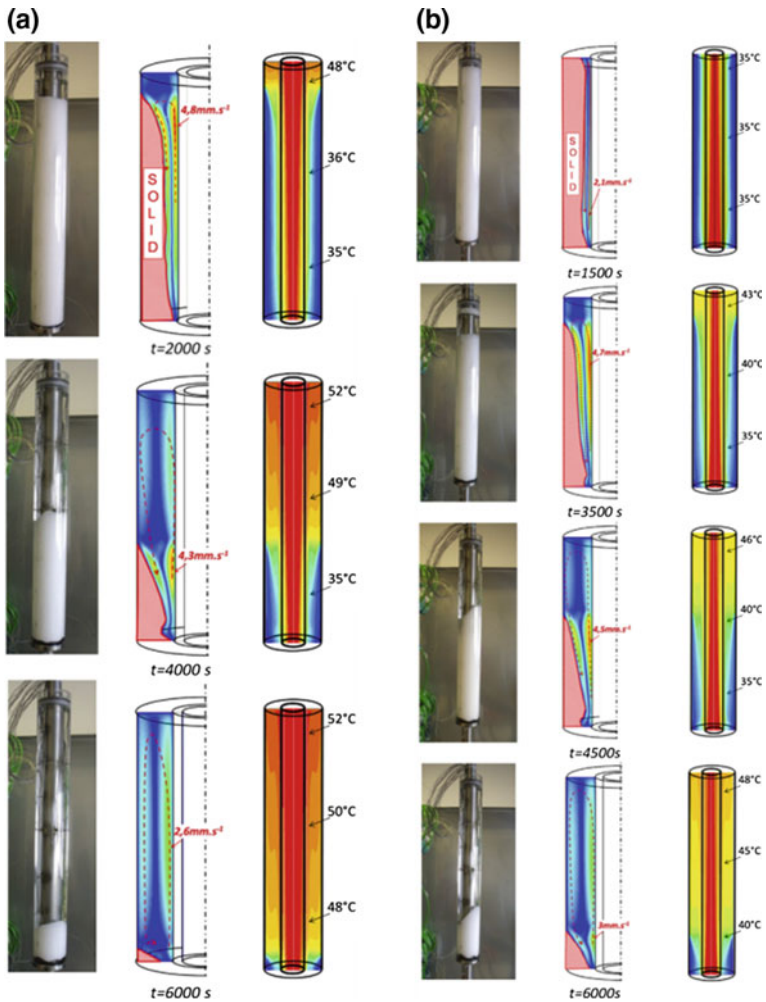 (a)
48°C
4,8mm.s⁻¹
36°C
SOLID
35°C
t=2000 s
52°C
49°C
4,3mm.s⁻¹
35°C
t=4000 s
52°C
2,6mm.s⁻¹
50°C
48°C
t=6000 s
(b)
35°C
SOLID
35°C
2,1mm.s⁻¹
35°C
t=1500 s
43°C
4,7mm.s⁻¹
40°C
35°C
t=3500 s
46°C
40°C
4,5mm.s⁻¹
35°C
t=4500s
48°C
45°C
3mm.s⁻¹
40°C
t=6000s